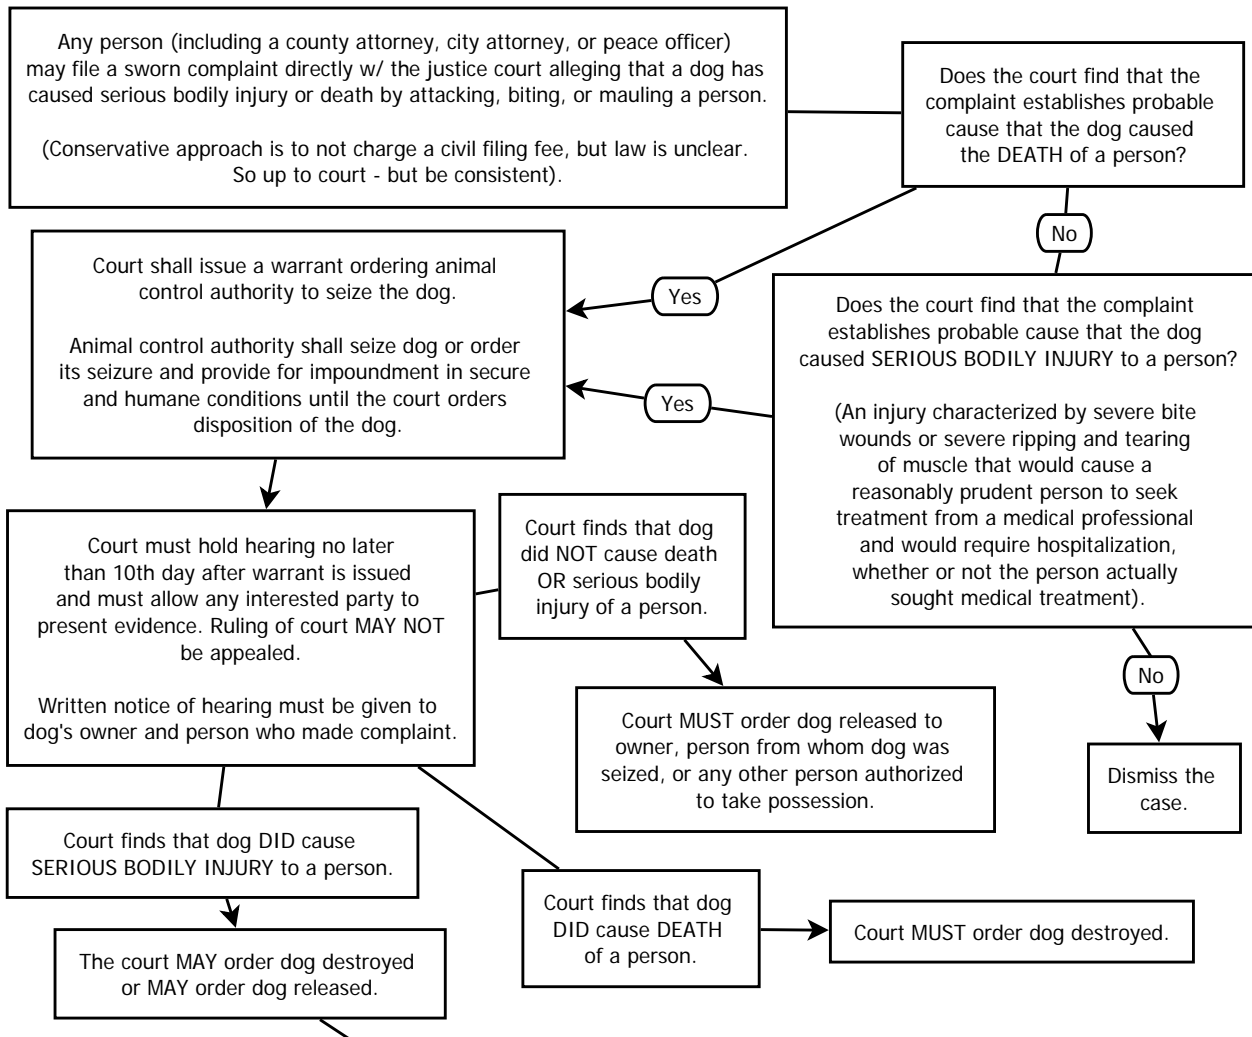 Any person (including a county attorney, city attorney, or peace officer)
may file a sworn complaint directly w/ the justice court alleging that a dog has
caused serious bodily injury or death by attacking, biting, or mauling a person.
(Conservative approach is to not charge a civil filing fee, but law is unclear.
So up to court - but be consistent).
Does the court find that the
complaint establishes probable
cause that the dog caused
the DEATH of a person?
No
Yes
Court shall issue a warrant ordering animal
control authority to seize the dog.
Animal control authority shall seize dog or order
its seizure and provide for impoundment in secure
and humane conditions until the court orders
disposition of the dog.
Does the court find that the complaint
establishes probable cause that the dog
caused SERIOUS BODILY INJURY to a person?
(An injury characterized by severe bite
wounds or severe ripping and tearing
of muscle that would cause a
reasonably prudent person to seek
treatment from a medical professional
and would require hospitalization,
whether or not the person actually
sought medical treatment).
Yes
No
Dismiss the
case.
Court must hold hearing no later
than 10th day after warrant is issued
and must allow any interested party to
present evidence. Ruling of court MAY NOT
be appealed.
Written notice of hearing must be given to
dog's owner and person who made complaint.
Court finds that dog
did NOT cause death
OR serious bodily
injury of a person.
Court MUST order dog released to
owner, person from whom dog was
seized, or any other person authorized
to take possession.
Court finds that dog DID cause
SERIOUS BODILY INJURY to a person.
The court MAY order dog destroyed
or MAY order dog released.
Court finds that dog
DID cause DEATH
of a person.
Court MUST order dog destroyed.